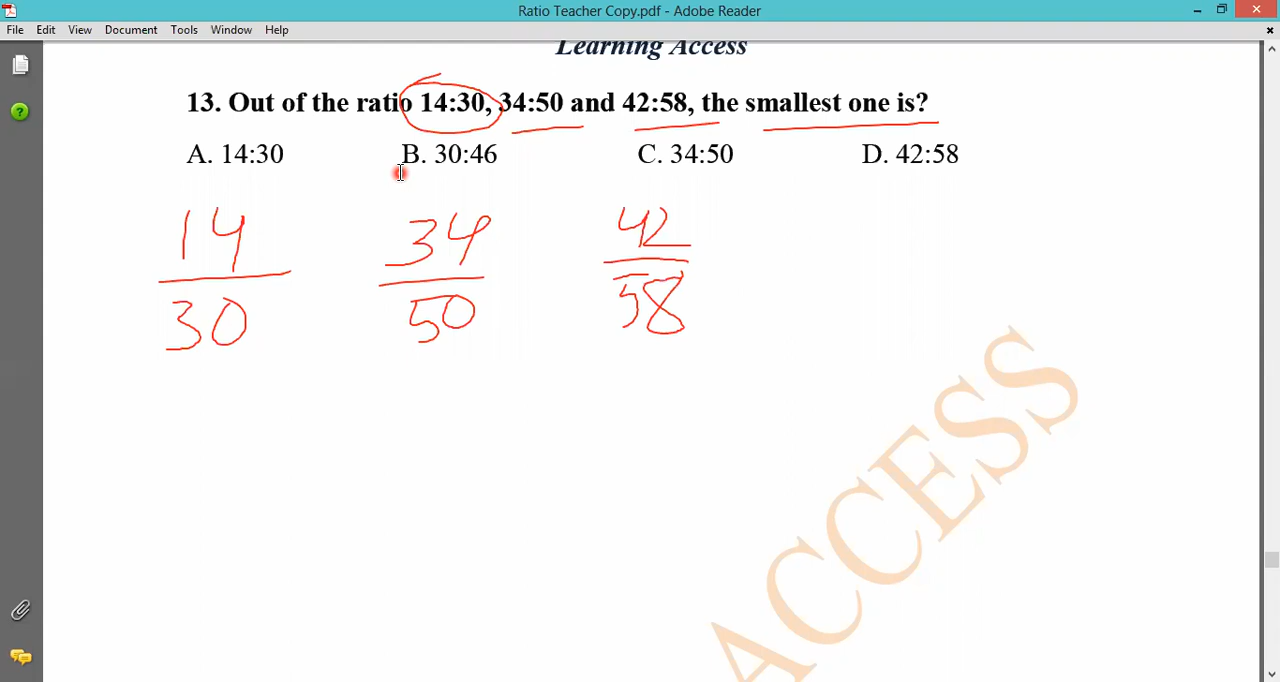 Ratio Teacher Copy.pdf - Adobe Reader
File Edit View Document Tools Window Help
Learning Access
13. Out of the ratio 14:30, 34:50 and 42:58, the smallest one is?
A. 14:30 B. 30:46 C. 34:50 D. 42:58
14 34 42
30 50 58
ACCESS